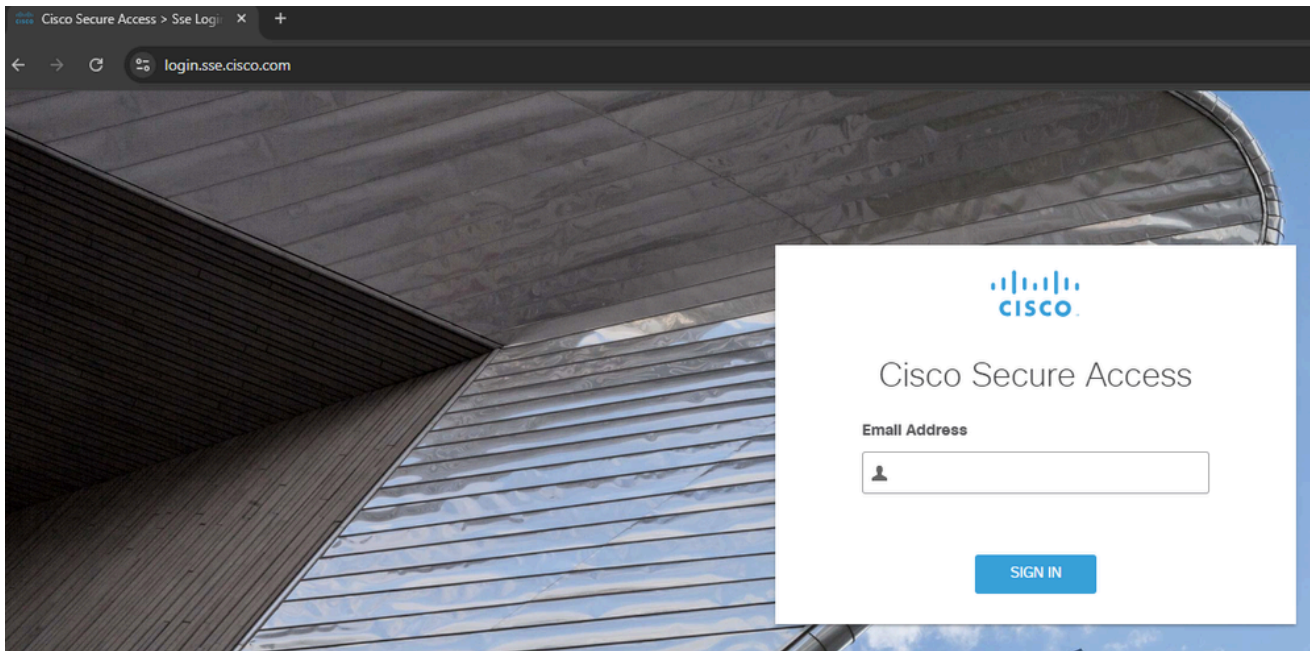 Cisco Secure Access > Sse Logi
login.sse.cisco.com
CISCO
Cisco Secure Access
Email Address
SIGN IN